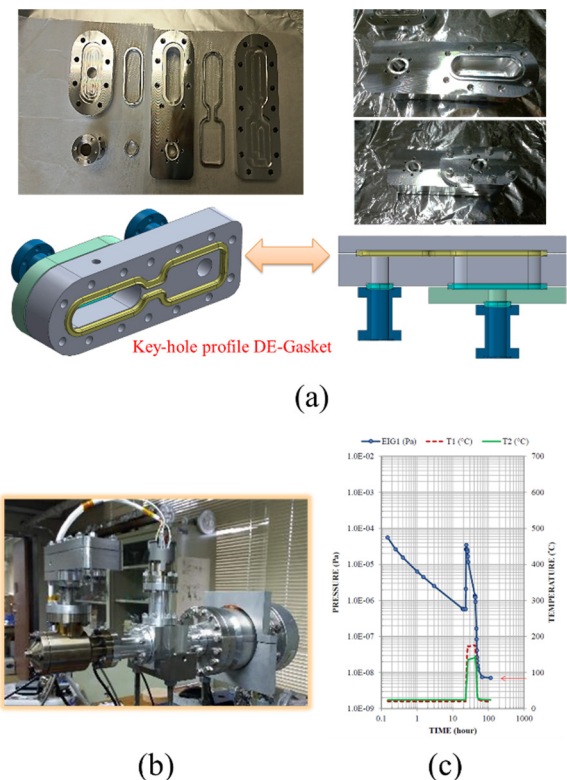 Key-hole profile DE-Gasket
(a)
EIG1 (Pa) T1 (°C) T2 (°C)
1.0E-02 700
1.0E-03 600
1.0E-04 500
1.0E-05 400
1.0E-06 300
1.0E-07 200
1.0E-08 100
1.0E-09 0
PRESSURE (Pa)
TEMPERATURE (°C)
0.1 1 10 100 1000
TIME (hour)
(b) (c)